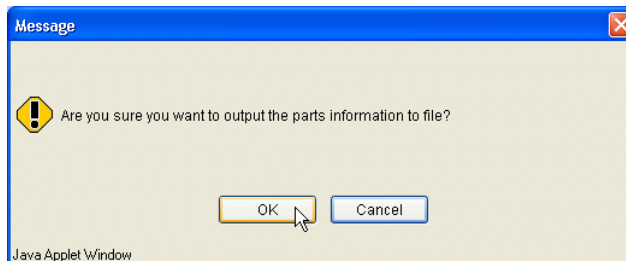 Message
Are you sure you want to output the parts information to file?
OK Cancel
Java Applet Window